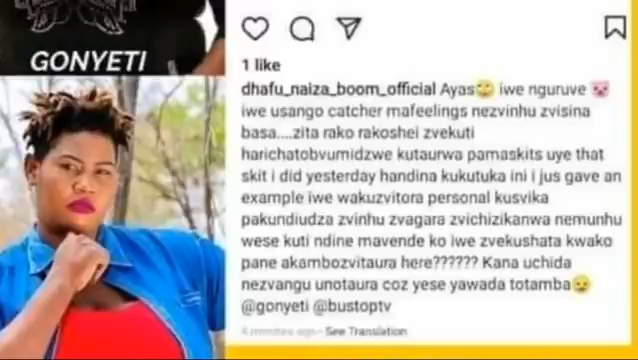 GONYETI
1 like
dhafu_naiza_boom_official Ayas🙄 iwe nguruve 🐷
iwe usango catcher mafeelings nezvinhu zvisina
basa....zita rako rakoshei zvekuti
harichatobvumidzwe kutaurwa pamaskits uye that
skit i did yesterday handina kukutuka ini i jus gave an
example iwe wakuzvitora personal kusvika
pakundiudza zvinhu zvagara zvichizikanwa nemunhu
wese kuti ndine mavende ko iwe zvekushata kwako
pane akambozvitaura here?????? Kana uchida
nezvangu unotaura coz yese yawada totamba😉
@gonyeti @bustoptv
4 minutes ago · See Translation